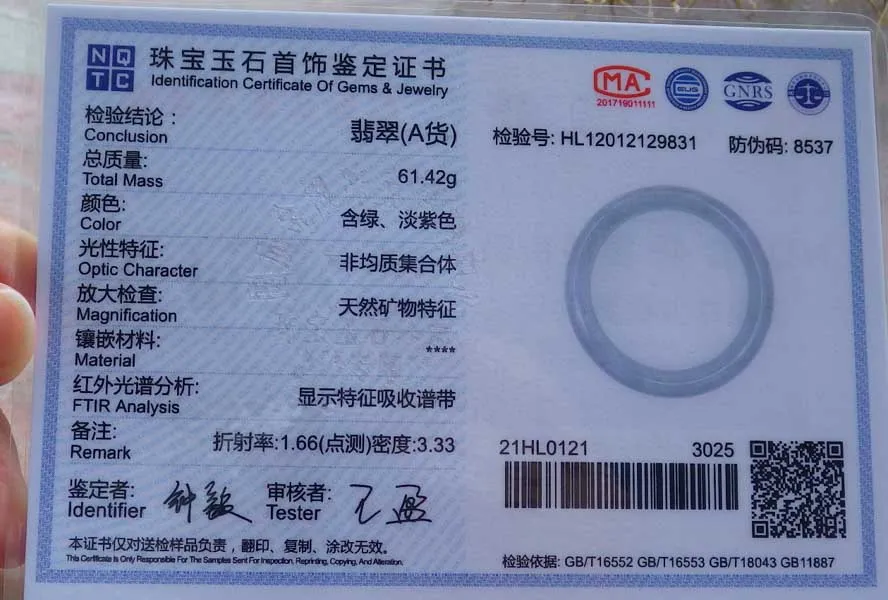 NQ
TC
珠宝玉石首饰鉴定证书
Identification Certificate Of Gems & Jewelry
检验结论：
Conclusion
翡翠(A货)
总质量:
Total Mass
61.42g
颜色:
Color
含绿、淡紫色
光性特征:
Optic Character
非均质集合体
放大检查:
Magnification
天然矿物特征
镶嵌材料:
Material
****
红外光谱分析:
FTIR Analysis
显示特征吸收谱带
备注:
Remark
折射率:1.66(点测)密度:3.33
鉴定者:
Identifier
审核者:
Tester
本证书仅对送检样品负责，翻印、复制、涂改无效。
This Certificate Is Only Responsible For The Samples Sent For Inspection, Reprinting, Copying, And Alteration.
MA
201719011111
GNRS
检验号: HL12012129831
防伪码: 8537
21HL0121
3025
检验依据: GB/T16552 GB/T16553 GB/T18043 GB11887